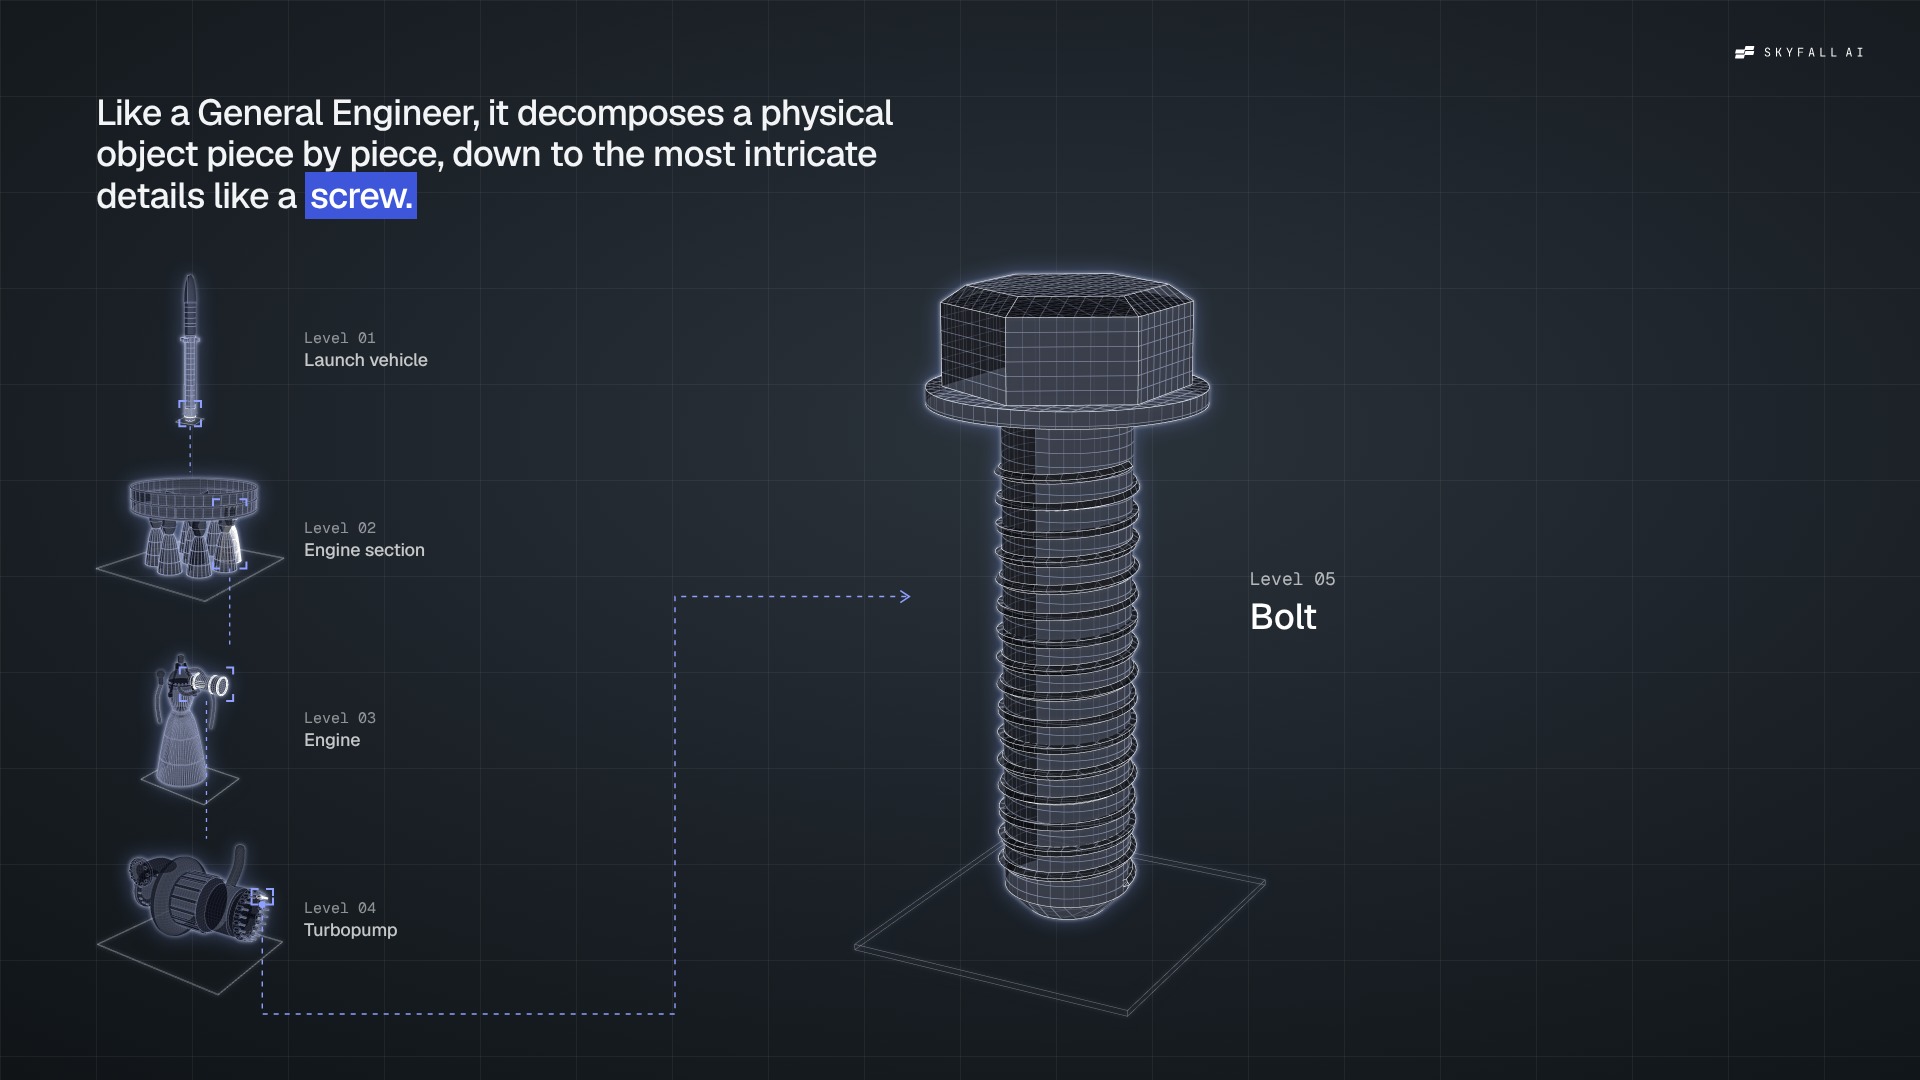 SKYFALL AI
Like a General Engineer, it decomposes a physical
object piece by piece, down to the most intricate
details like a screw.
Level 01
Launch vehicle
Level 02
Engine section
Level 03
Engine
Level 04
Turbopump
Level 05
Bolt